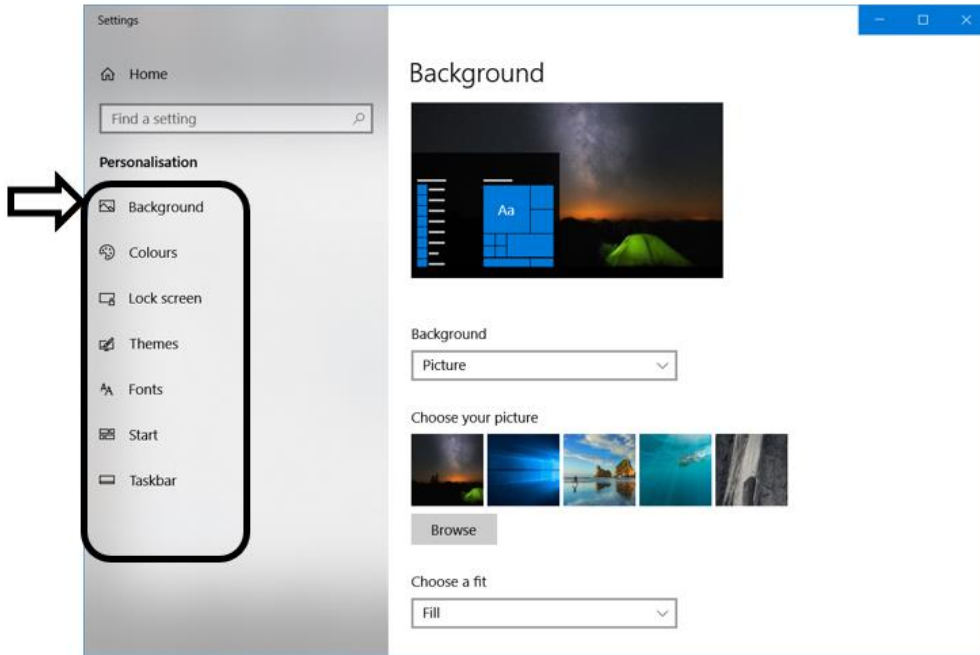 Settings
Home
Find a setting
Personalisation
Background
Colours
Lock screen
Themes
Fonts
Start
Taskbar
Background
Aa
Background
Picture
Choose your picture
Browse
Choose a fit
Fill